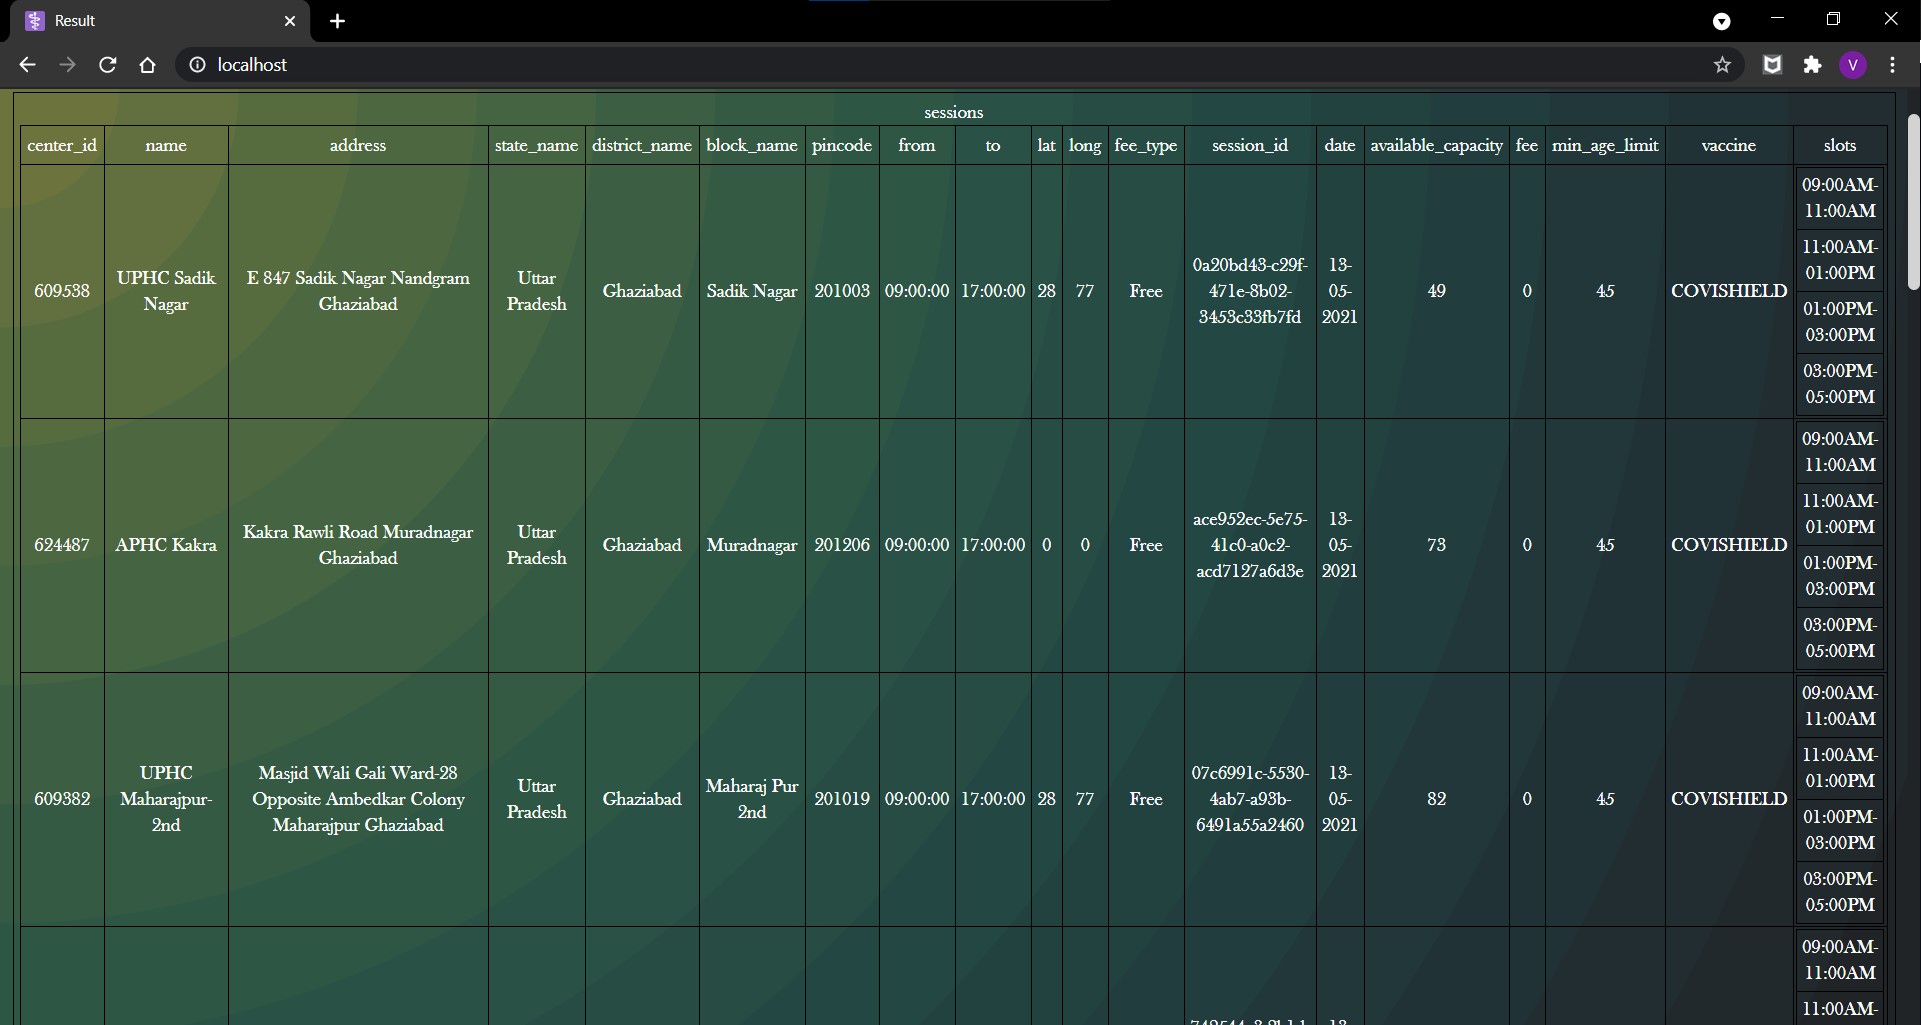 Result
localhost
V
sessions
center_id name address state_name district_name block_name pincode from to lat long fee_type session_id date available_capacity fee min_age_limit vaccine slots
609538
UPHC Sadik
Nagar
E 847 Sadik Nagar Nandgram
Ghaziabad
Uttar
Pradesh
Ghaziabad
Sadik Nagar
201003
09:00:00
17:00:00
28
77
Free
0a20bd43-c29f-
471e-8b02-
3453c33fb7fd
13-
05-
2021
49
0
45
COVISHIELD
09:00AM-
11:00AM
11:00AM-
01:00PM
01:00PM-
03:00PM
03:00PM-
05:00PM
624487
APHC Kakra
Kakra Rawli Road Muradnagar
Ghaziabad
Uttar
Pradesh
Ghaziabad
Muradnagar
201206
09:00:00
17:00:00
0
0
Free
ace952ec-5e75-
41c0-a0c2-
acd7127a6d3e
13-
05-
2021
73
0
45
COVISHIELD
09:00AM-
11:00AM
11:00AM-
01:00PM
01:00PM-
03:00PM
03:00PM-
05:00PM
609382
UPHC
Maharajpur-
2nd
Masjid Wali Gali Ward-28
Opposite Ambedkar Colony
Maharajpur Ghaziabad
Uttar
Pradesh
Ghaziabad
Maharaj Pur
2nd
201019
09:00:00
17:00:00
28
77
Free
07c6991c-5530-
4ab7-a93b-
6491a55a2460
13-
05-
2021
82
0
45
COVISHIELD
09:00AM-
11:00AM
11:00AM-
01:00PM
01:00PM-
03:00PM
03:00PM-
05:00PM
13-
09:00AM-
11:00AM
11:00AM-